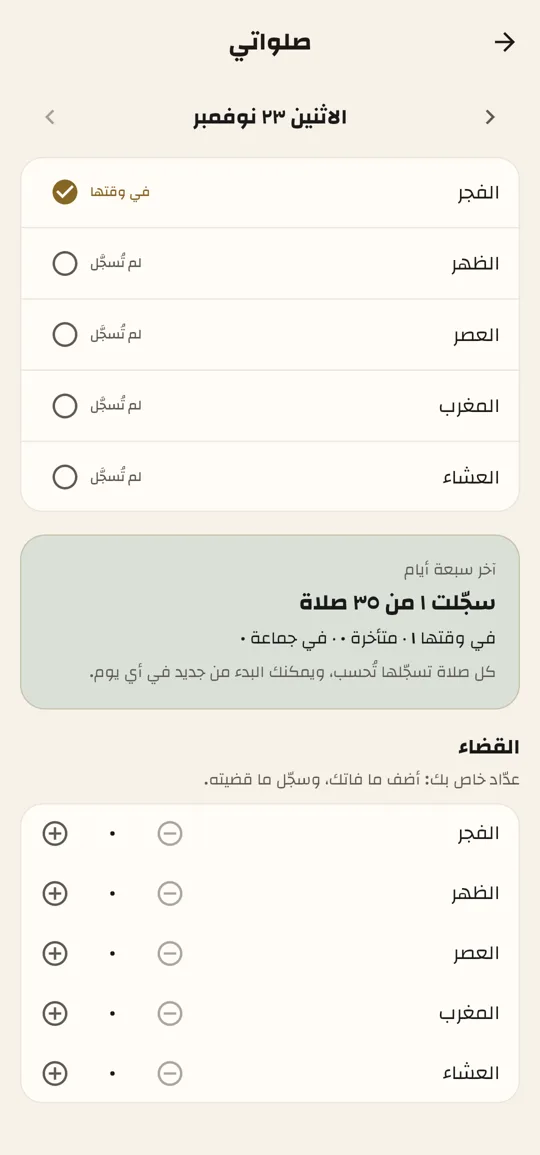 صلواتي
الاثنين ٢٣ نوفمبر
الفجر في وقتها
الظهر لم تُسجَّل
العصر لم تُسجَّل
المغرب لم تُسجَّل
العشاء لم تُسجَّل
آخر سبعة أيام
سجّلت ١ من ٣٥ صلاة
في وقتها ١ · متأخرة ٠ · في جماعة ٠
كل صلاة تسجّلها تُحسب، ويمكنك البدء من جديد في أي يوم.
القضاء
عدّاد خاص بك: أضف ما فاتك، وسجّل ما قضيته.
الفجر ٠
الظهر ٠
العصر ٠
المغرب ٠
العشاء ٠